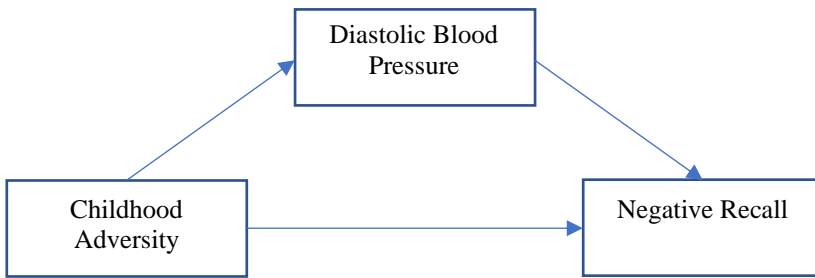 Diastolic Blood
Pressure
Childhood
Adversity
Negative Recall